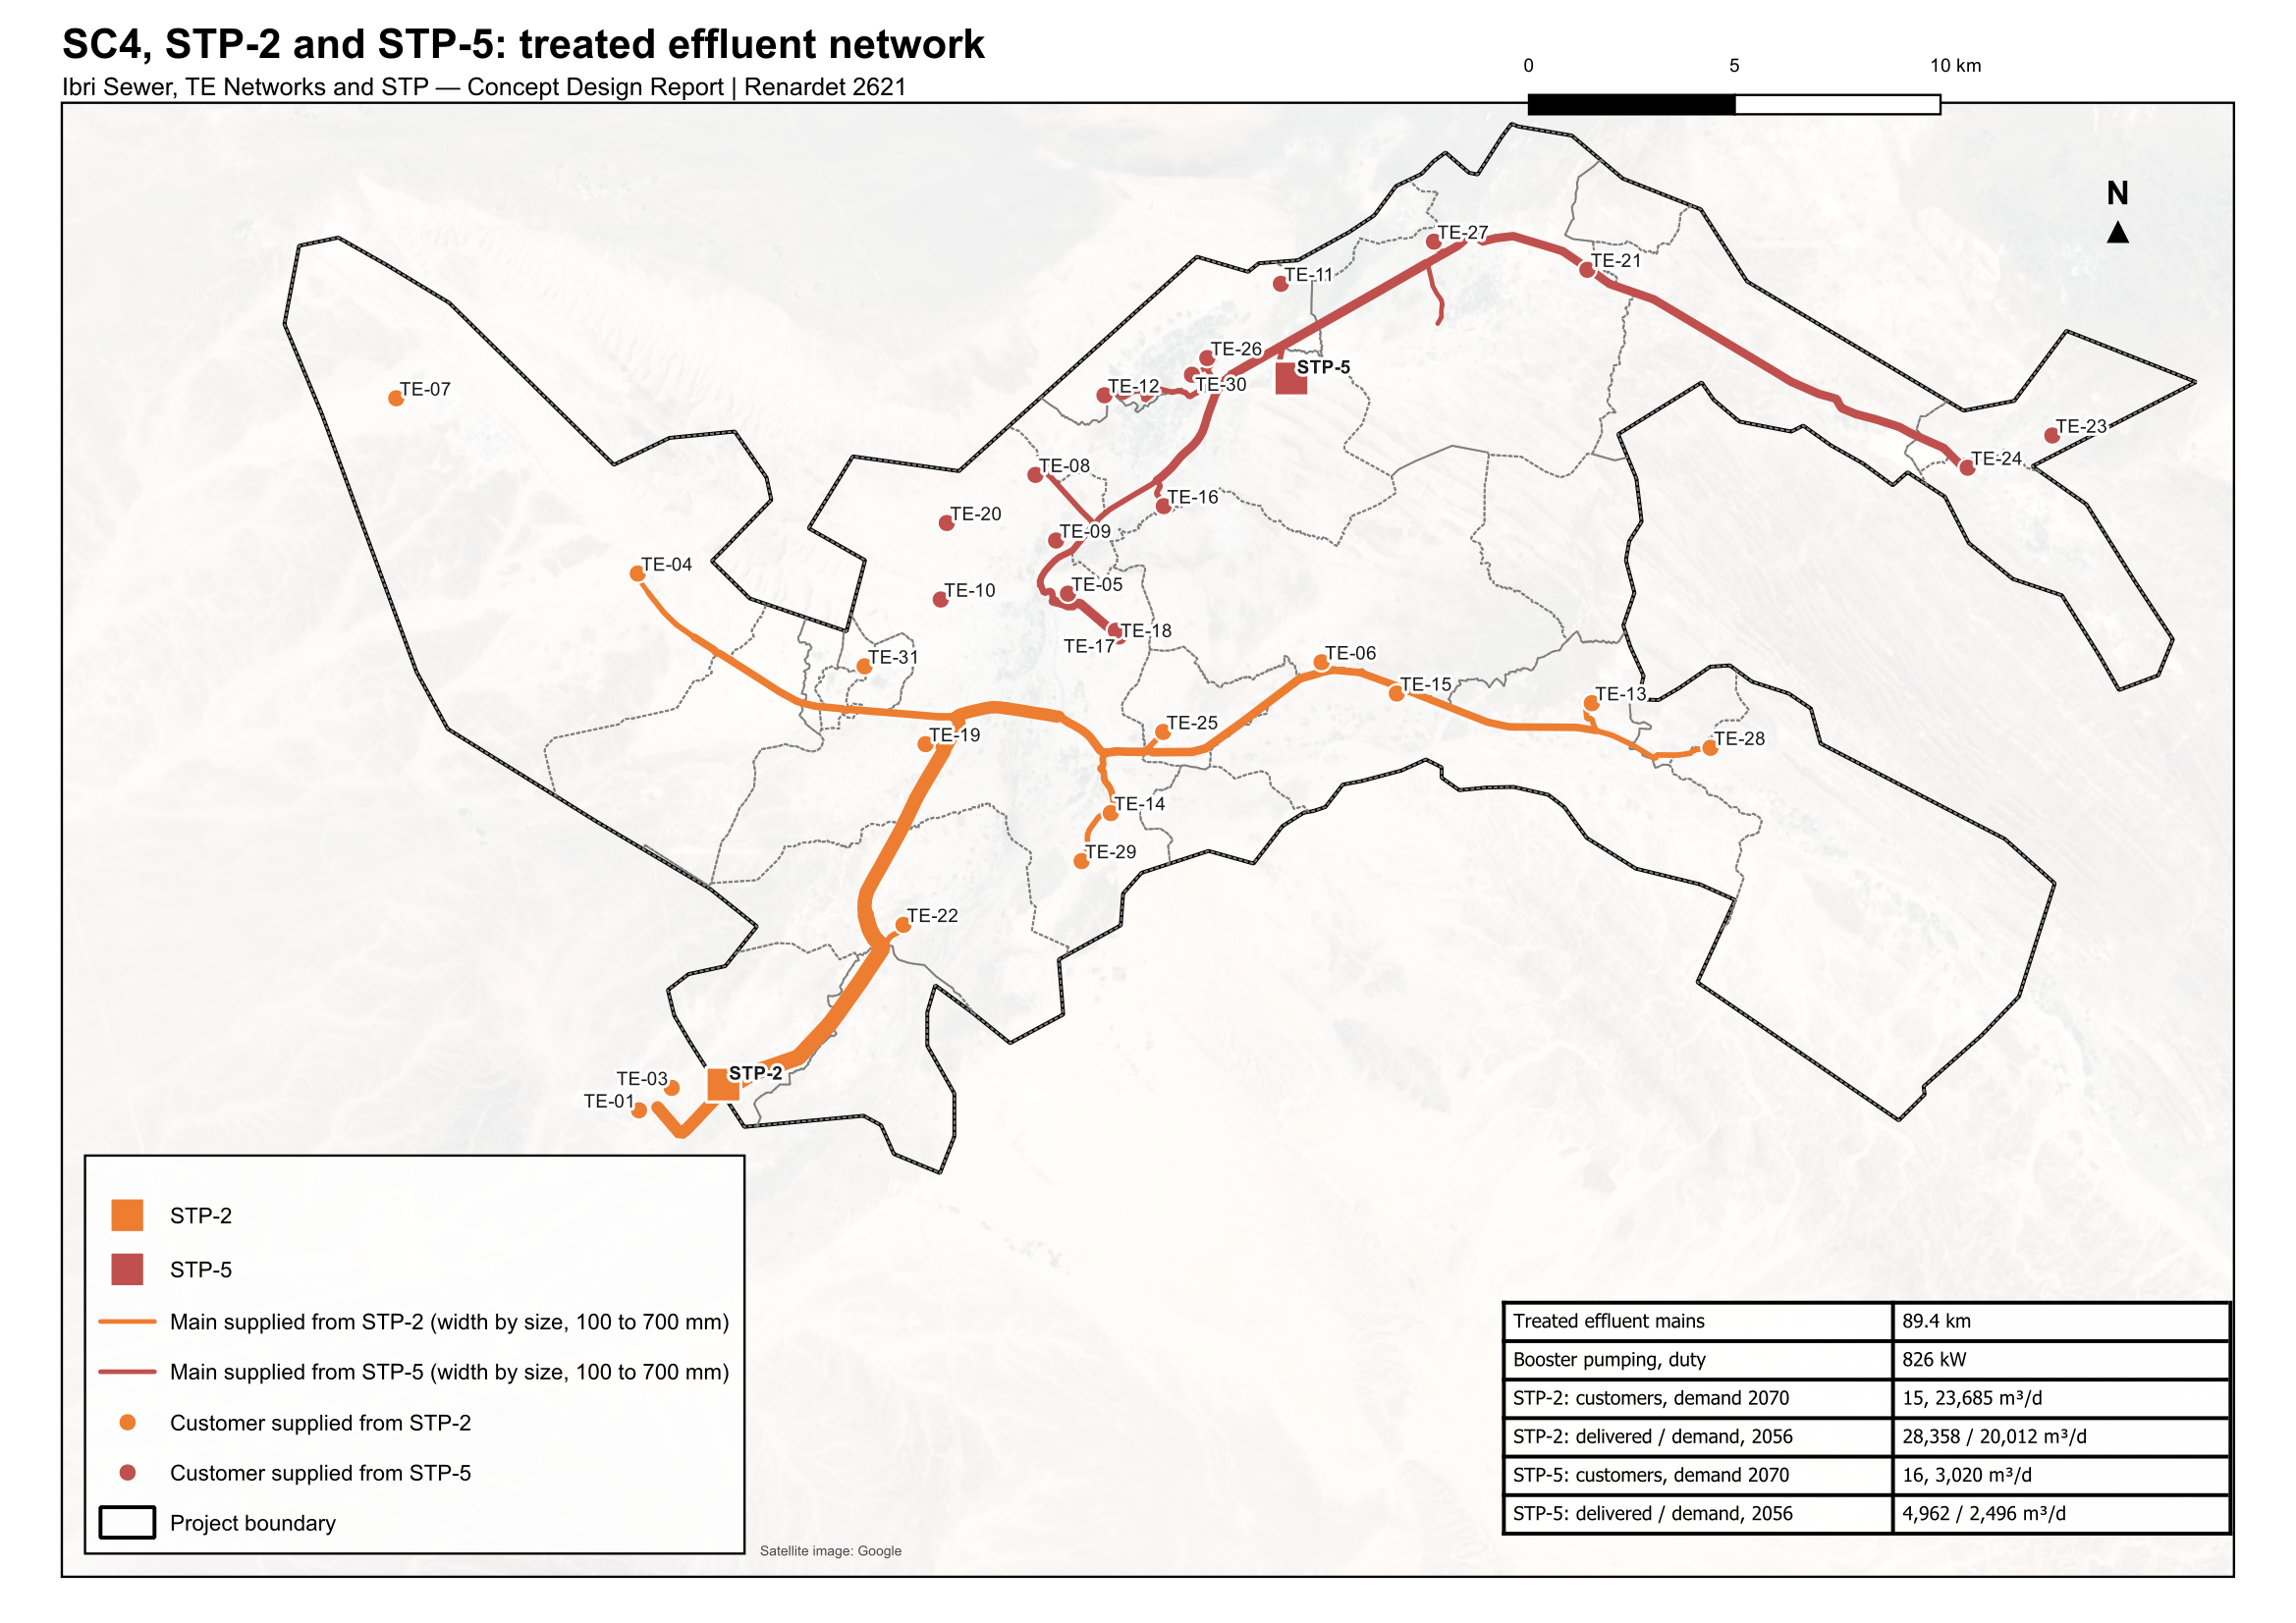 SC4, STP-2 and STP-5: treated effluent network
Ibri Sewer, TE Networks and STP — Concept Design Report | Renardet 2621
0 5 10 km
N
TE-27
TE-21
TE-11
TE-26
STP-5
TE-30
TE-12
TE-07
TE-23
TE-24
TE-08
TE-16
TE-20
TE-09
TE-04
TE-05
TE-10
TE-18
TE-17
TE-31
TE-06
TE-15
TE-13
TE-25
TE-19
TE-28
TE-14
TE-29
TE-22
STP-2
TE-03
TE-01
STP-2
STP-5
Main supplied from STP-2 (width by size, 100 to 700 mm)
Main supplied from STP-5 (width by size, 100 to 700 mm)
Customer supplied from STP-2
Customer supplied from STP-5
Project boundary
Satellite image: Google
Treated effluent mains 89.4 km
Booster pumping, duty 826 kW
STP-2: customers, demand 2070 15, 23,685 m³/d
STP-2: delivered / demand, 2056 28,358 / 20,012 m³/d
STP-5: customers, demand 2070 16, 3,020 m³/d
STP-5: delivered / demand, 2056 4,962 / 2,496 m³/d